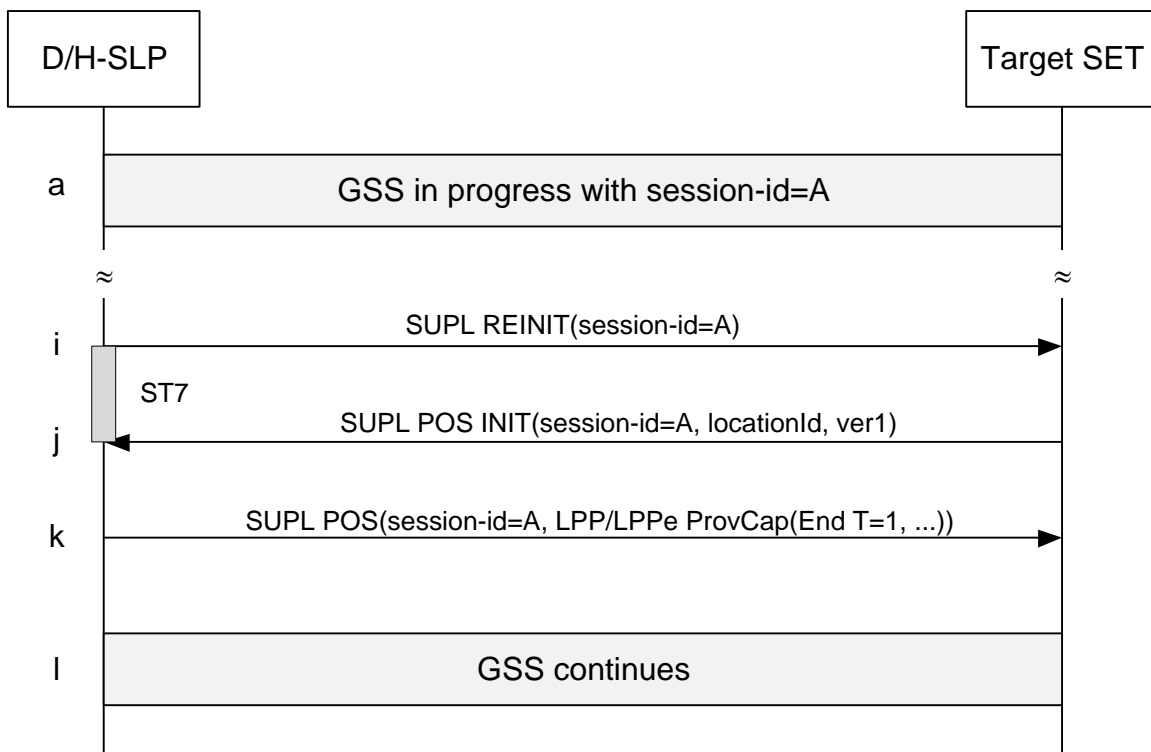 D/H-SLP
Target SET
a
GSS in progress with session-id=A
≈
≈
i
SUPL REINIT(session-id=A)
ST7
SUPL POS INIT(session-id=A, locationId, ver1)
j
SUPL POS(session-id=A, LPP/LPPe ProvCap(End T=1, ...))
k
l
GSS continues